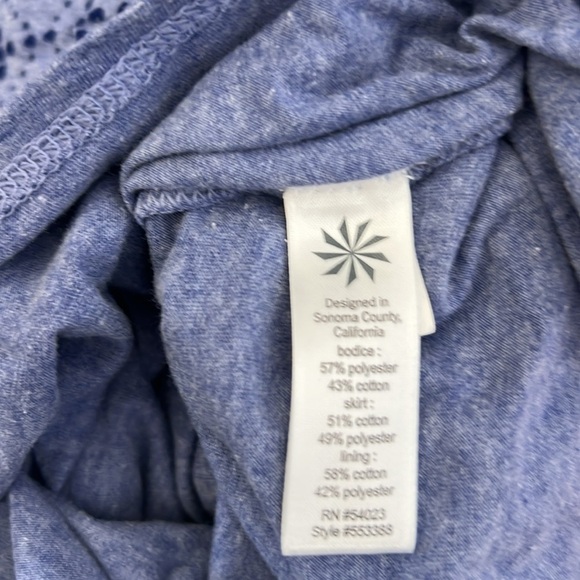 Designed in
Sonoma County,
California
bodice :
57% polyester
43% cotton
skirt :
51% cotton
49% polyester
lining :
58% cotton
42% polyester
RN #54023
Style #553388